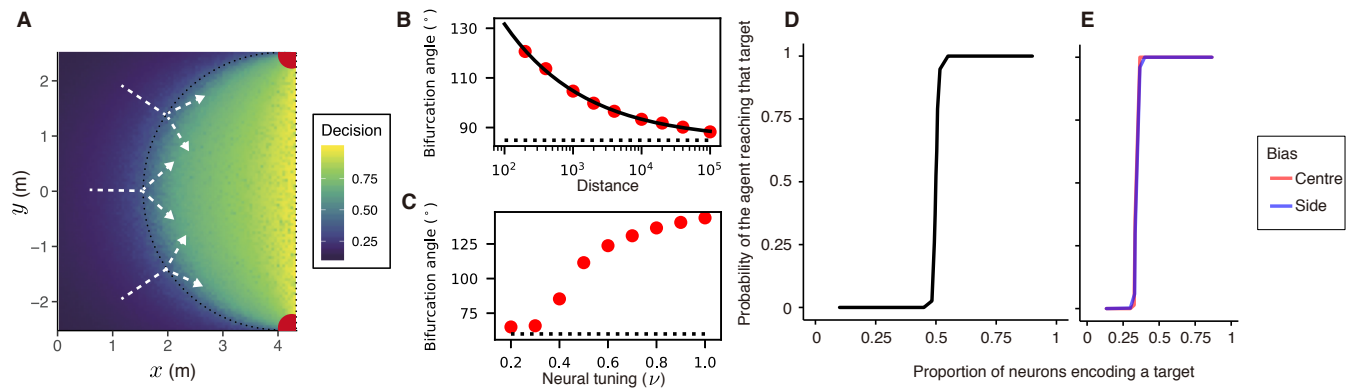 A
2
1
0
−1
−2
y (m)
0
1
2
3
4
x (m)
Decision
0.75
0.50
0.25
B
Bifurcation angle (°)
130
110
90
10²
10³
10⁴
10⁵
Distance
C
Bifurcation angle (°)
125
100
75
0.2
0.4
0.6
0.8
1.0
Neural tuning (ν)
D
Probability of the agent reaching that target
1
0.75
0.5
0.25
0
0
0.25
0.5
0.75
1
E
0
0.25
0.5
0.75
1
Proportion of neurons encoding a target
Bias
Centre
Side